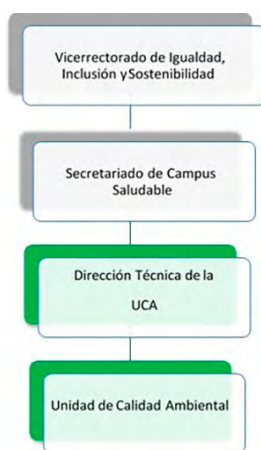 Vicerrectorado de Igualdad,
Inclusión ySostenibilidad
Secretariado de Campus
Saludable
Dirección Técnica de la
UCA
Unidad de Calidad Ambiental